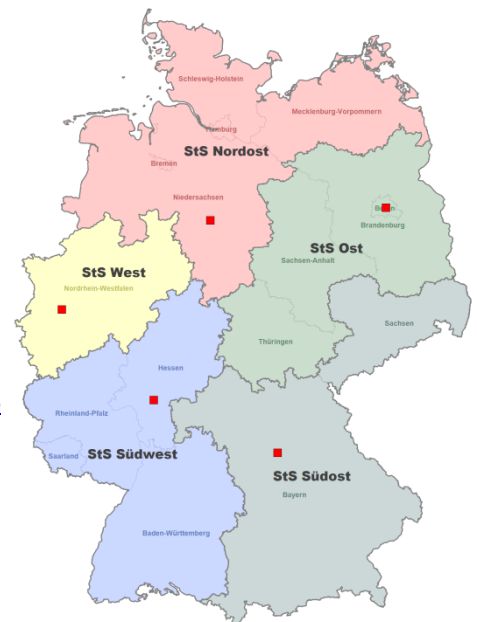 Schleswig-Holstein
Mecklenburg-Vorpommern
Hamburg
StS Nordost
Bremen
Niedersachsen
Berlin
Brandenburg
StS Ost
Sachsen-Anhalt
StS West
Nordrhein-Westfalen
Sachsen
Thüringen
Hessen
Rheinland-Pfalz
StS Südwest
Saarland
StS Südost
Bayern
Baden-Württemberg